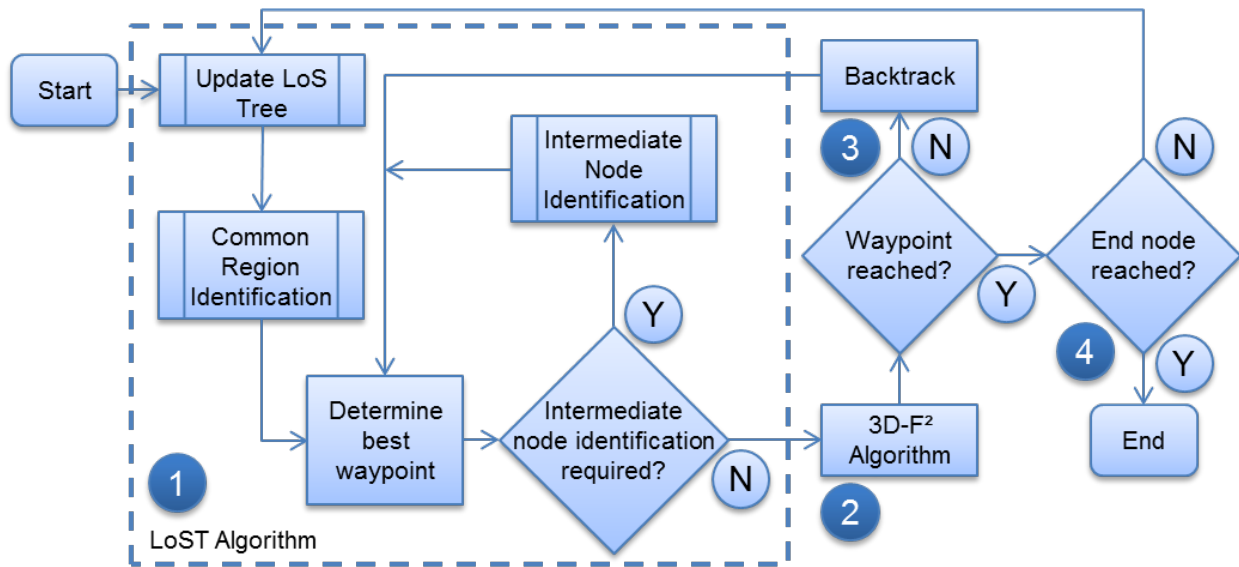 Start
Update LoS
Tree
Common
Region
Identification
Determine
best
waypoint
Intermediate
Node
Identification
Y
Intermediate
node identification
required?
N
1
LoST Algorithm
3D-F²
Algorithm
2
Backtrack
3
N
Waypoint
reached?
Y
N
End node
reached?
4
Y
End